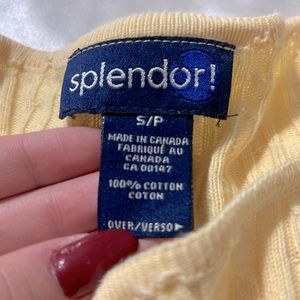 splendor!
S/P
MADE IN CANADA
FABRIQUÉ AU
CANADA
CA 00147
100% COTTON
COTON
OVER/VERSO▶